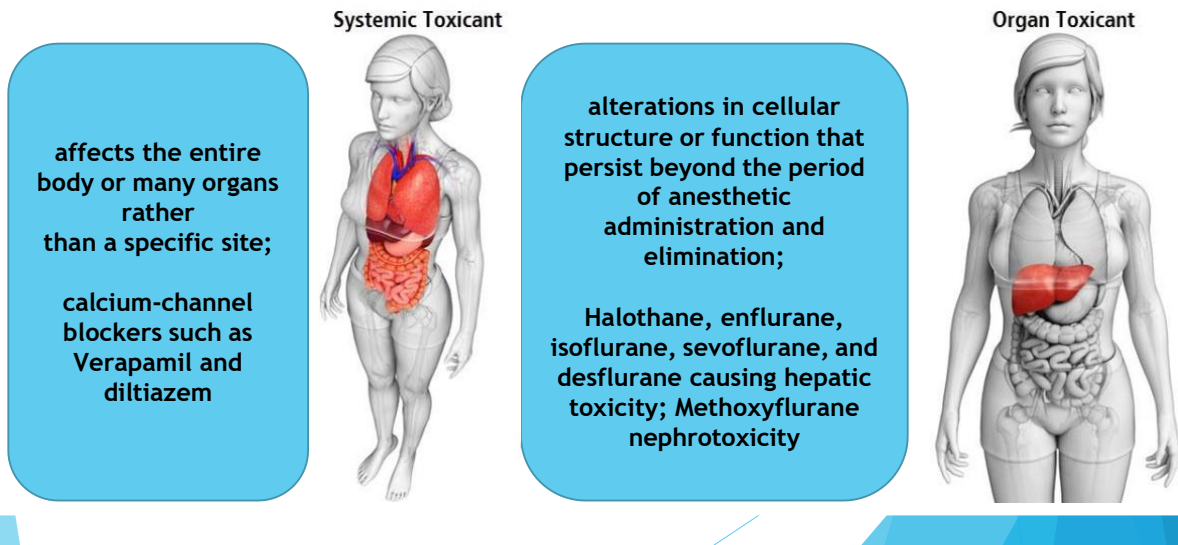 Systemic Toxicant
affects the entire
body or many organs
rather
than a specific site;
calcium-channel
blockers such as
Verapamil and
diltiazem
Organ Toxicant
alterations in cellular
structure or function that
persist beyond the period
of anesthetic
administration and
elimination;
Halothane, enflurane,
isoflurane, sevoflurane, and
desflurane causing hepatic
toxicity; Methoxyflurane
nephrotoxicity